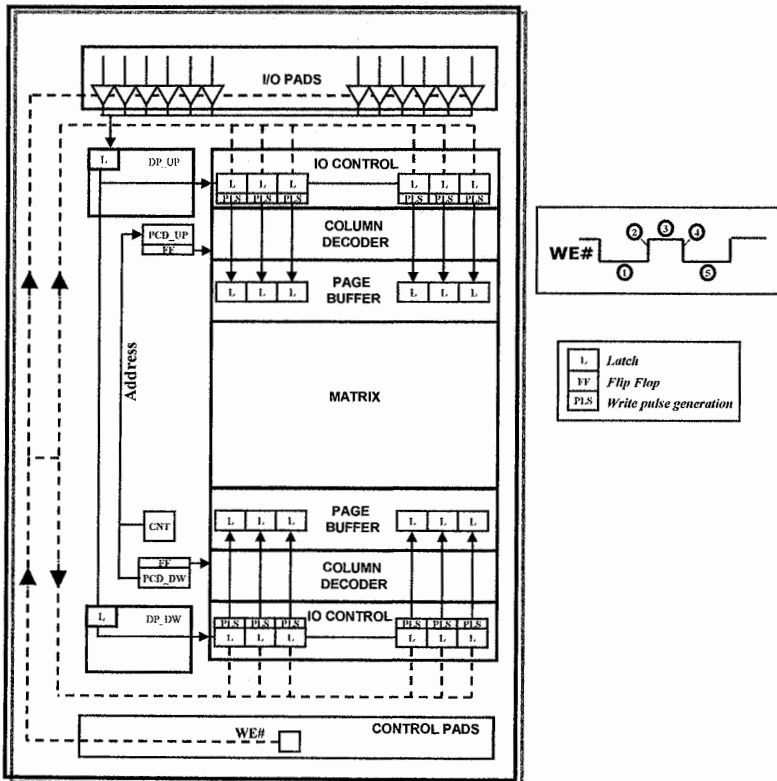 I/O PADS
L
DP_UP
IO CONTROL
L L L L L L
PLS PLS PLS PLS PLS PLS
PCD_UP
FF
COLUMN
DECODER
PAGE
BUFFER
L L L L L L
Address
MATRIX
CNT
PAGE
BUFFER
L L L L L L
FF
PCD_DW
COLUMN
DECODER
L
DP_DW
IO CONTROL
PLS PLS PLS PLS PLS PLS
L L L L L L
WE#
CONTROL PADS
WE#
1 2 3 4 5
L Latch
FF Flip Flop
PLS Write pulse generation